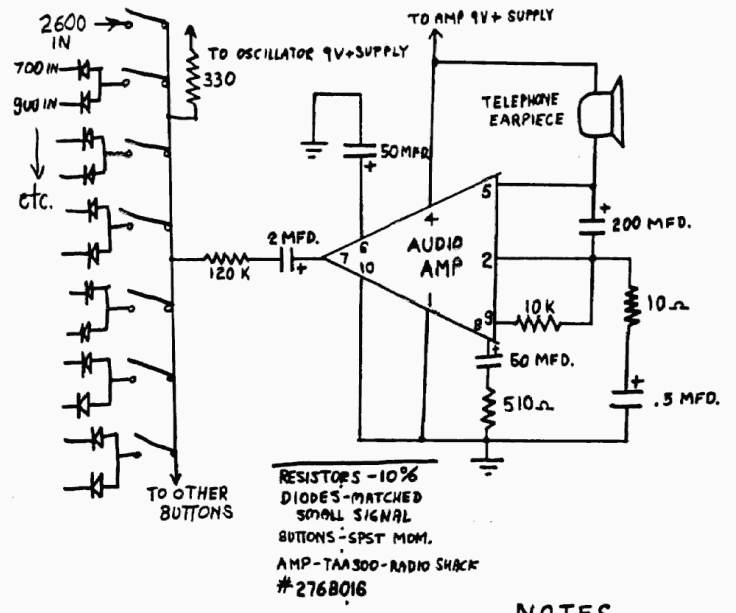 TO AMP 9V+ SUPPLY
2600
IN
TO OSCILLATOR 9V+SUPPLY
330
700 IN
900 IN
etc.
TELEPHONE
EARPIECE
50 MFD.
5
4
200 MFD.
2 MFD.
6
7
10
AUDIO
AMP
2
120 K
1
10K
10Ω
8
9
50 MFD.
.5 MFD.
510Ω
TO OTHER
BUTTONS
RESISTORS -10%
DIODES-MATCHED
SMALL SIGNAL
BUTTONS-SPST MOM.
AMP-TAA300-RADIO SHACK
#2768016
NOTES